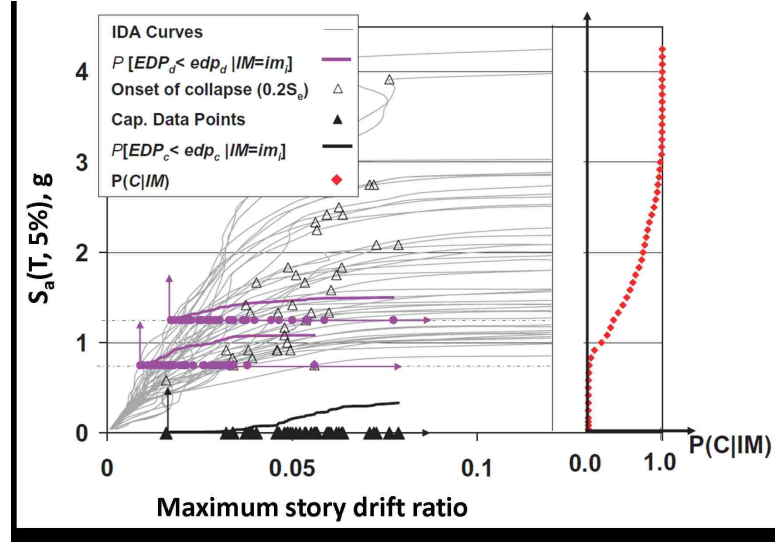 IDA Curves
P [EDP_d< edp_d |IM=im_i]
Onset of collapse (0.2S_e)
Cap. Data Points
P[EDP_c< edp_c |IM=im_i]
P(C|IM)
4
3
2
1
0
S_a(T, 5%), g
0
0.05
0.1
Maximum story drift ratio
0.0
1.0
P(C|IM)